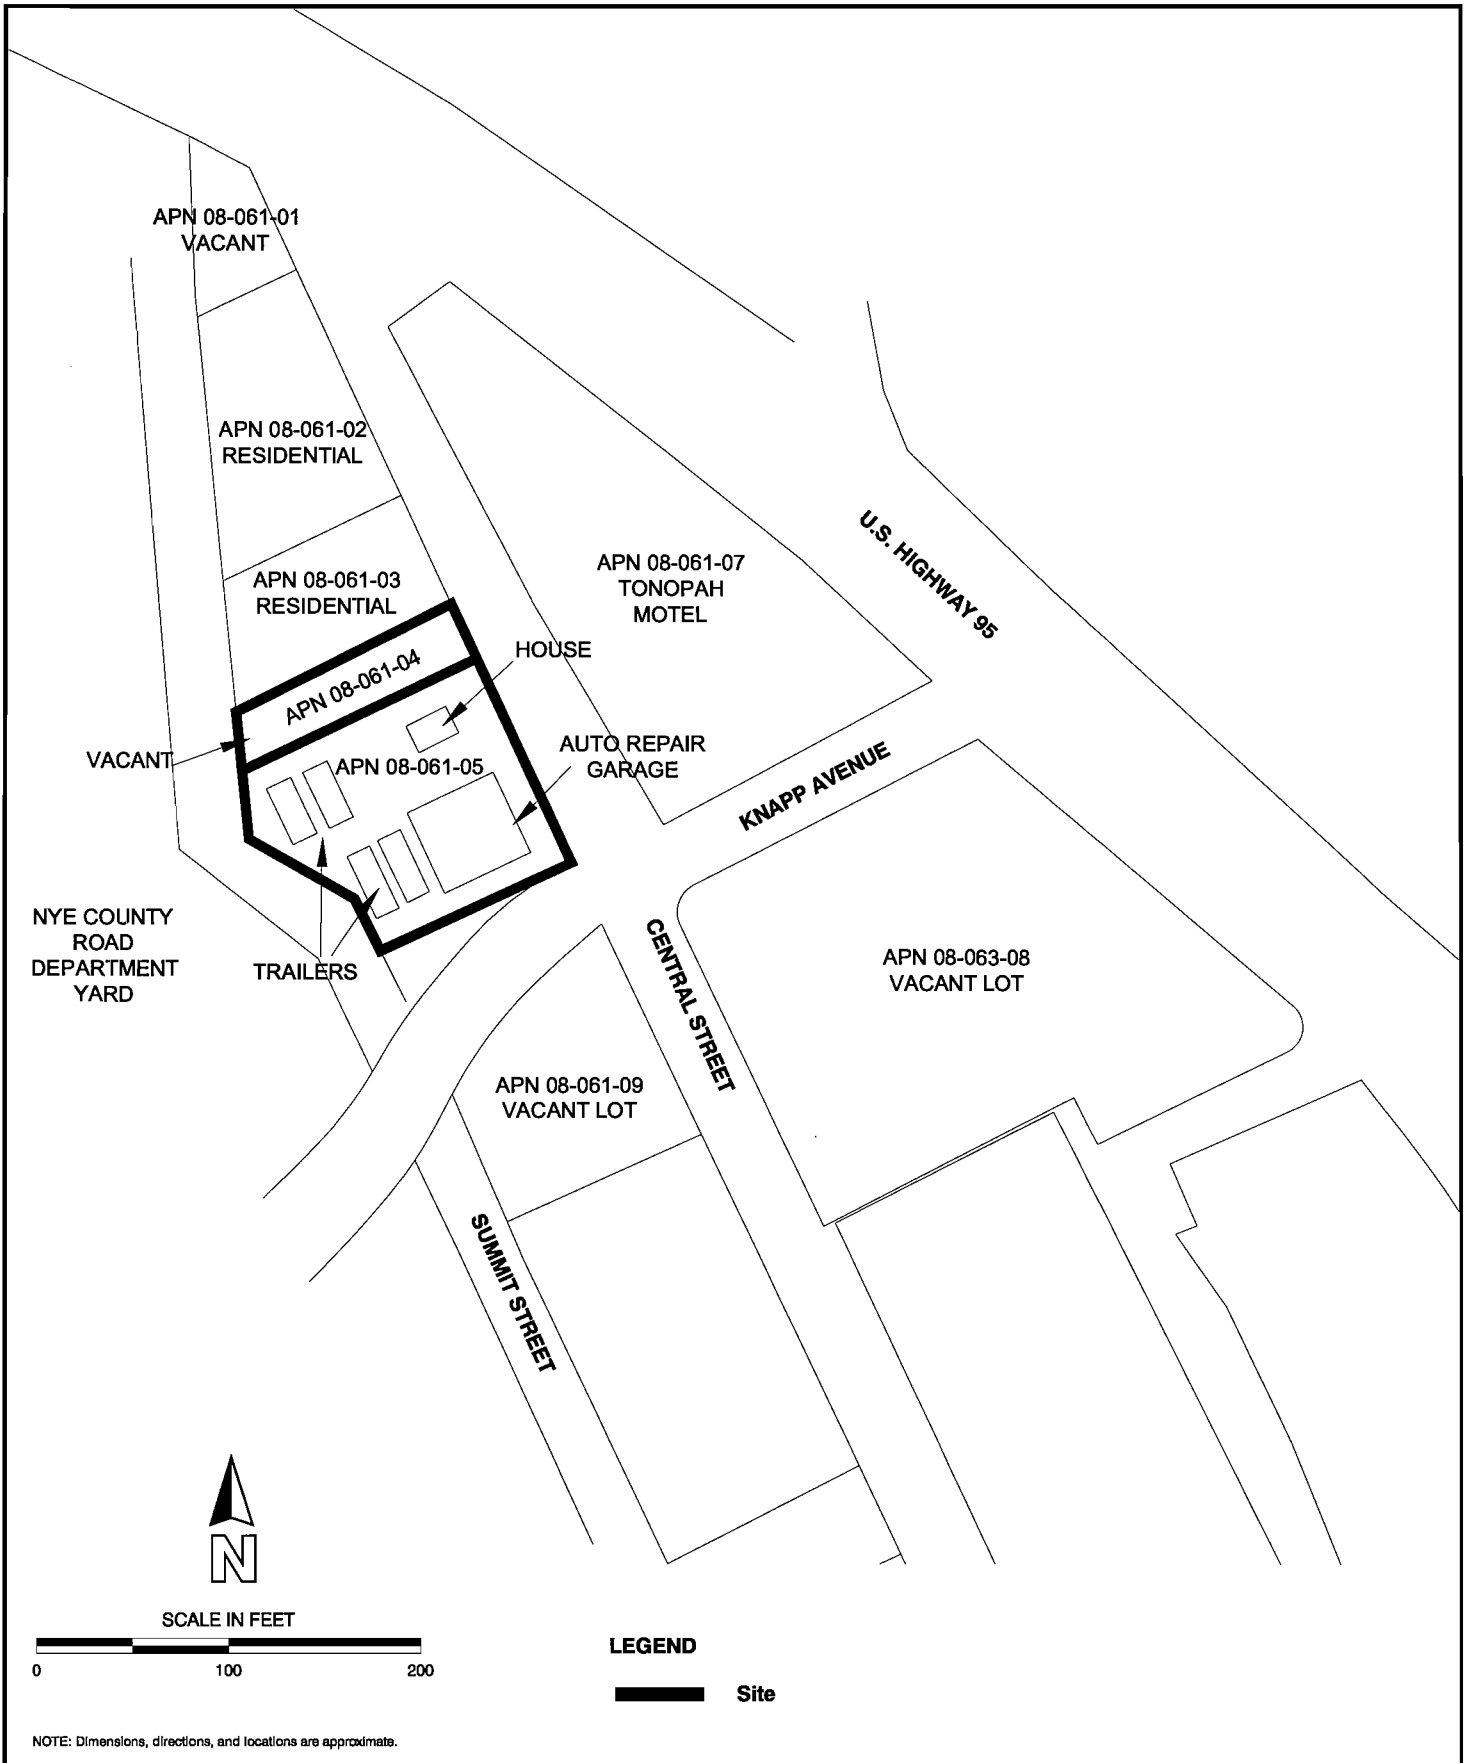 APN 08-061-01
VACANT
APN 08-061-02
RESIDENTIAL
U.S. HIGHWAY 95
APN 08-061-07
TONOPAH
MOTEL
APN 08-061-03
RESIDENTIAL
HOUSE
APN 08-061-04
VACANT
APN 08-061-05
AUTO REPAIR
GARAGE
KNAPP AVENUE
NYE COUNTY
ROAD
DEPARTMENT
YARD
TRAILERS
CENTRAL STREET
APN 08-063-08
VACANT LOT
APN 08-061-09
VACANT LOT
SUMMIT STREET
N
SCALE IN FEET
0 100 200
LEGEND
Site
NOTE: Dimensions, directions, and locations are approximate.